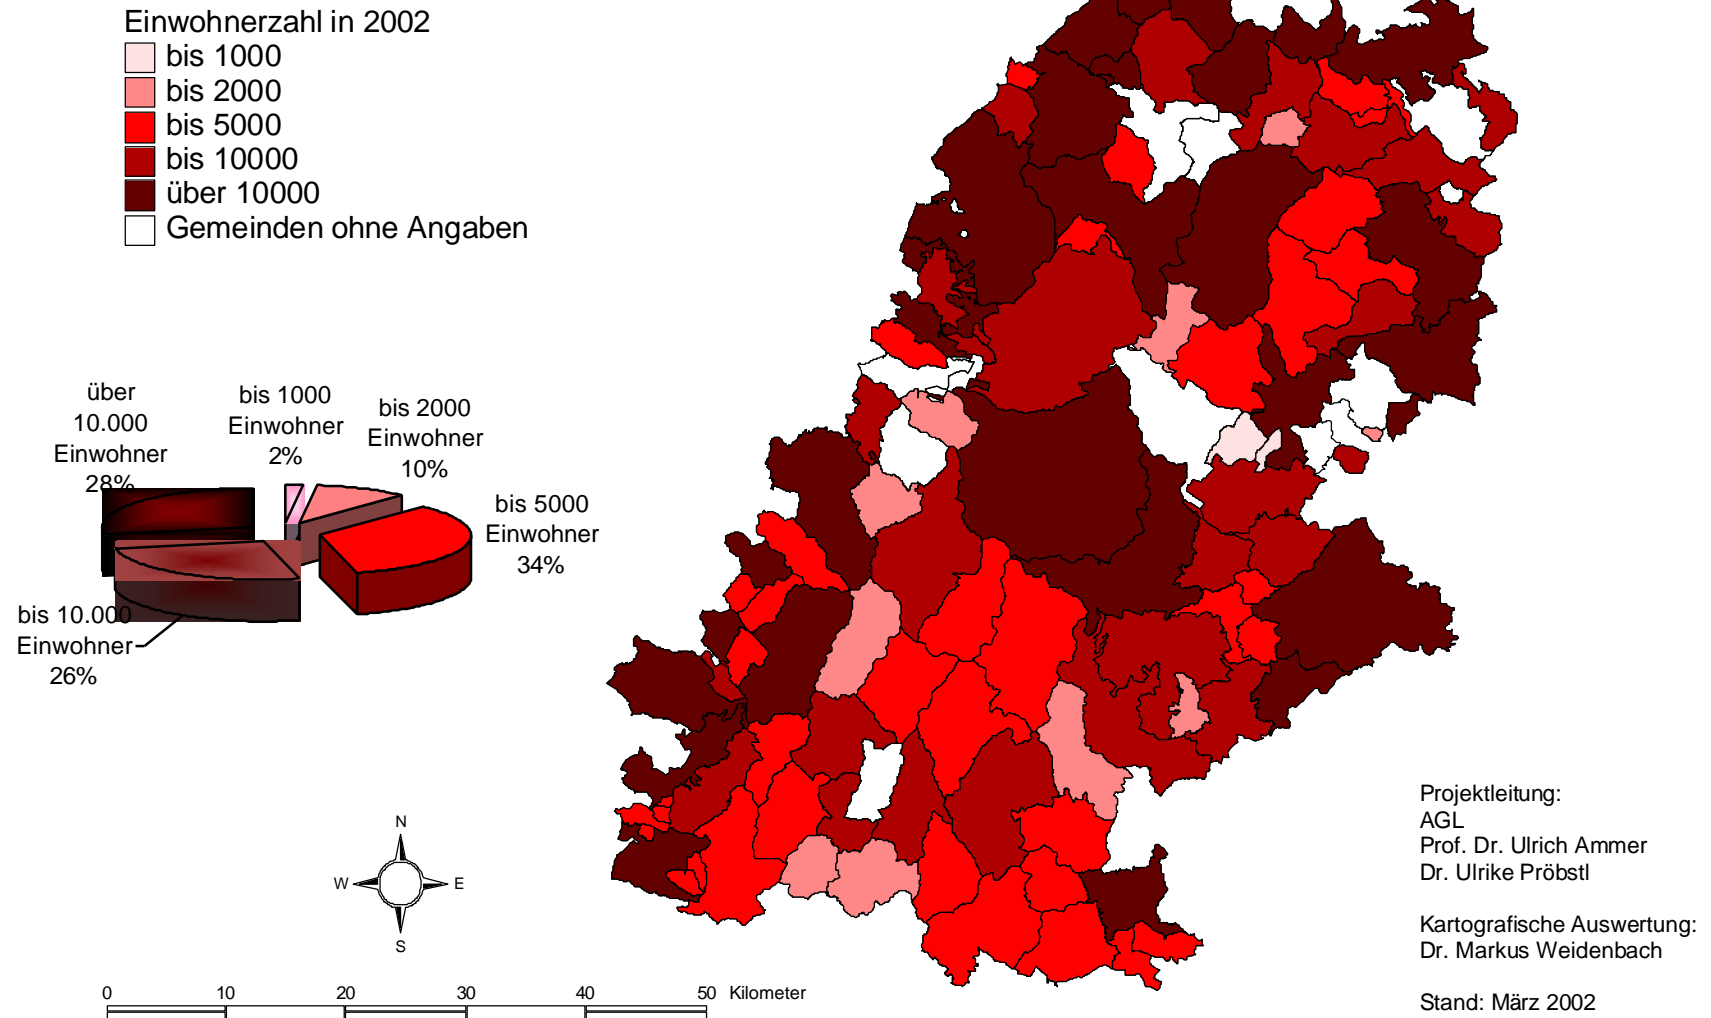 Einwohnerzahl in 2002
bis 1000
bis 2000
bis 5000
bis 10000
über 10000
Gemeinden ohne Angaben
über
10.000
Einwohner
28%
bis 1000
Einwohner
2%
bis 2000
Einwohner
10%
bis 5000
Einwohner
34%
bis 10.000
Einwohner
26%
N
W
E
S
0 10 20 30 40 50 Kilometer
Projektleitung:
AGL
Prof. Dr. Ulrich Ammer
Dr. Ulrike Pröbstl
Kartografische Auswertung:
Dr. Markus Weidenbach
Stand: März 2002